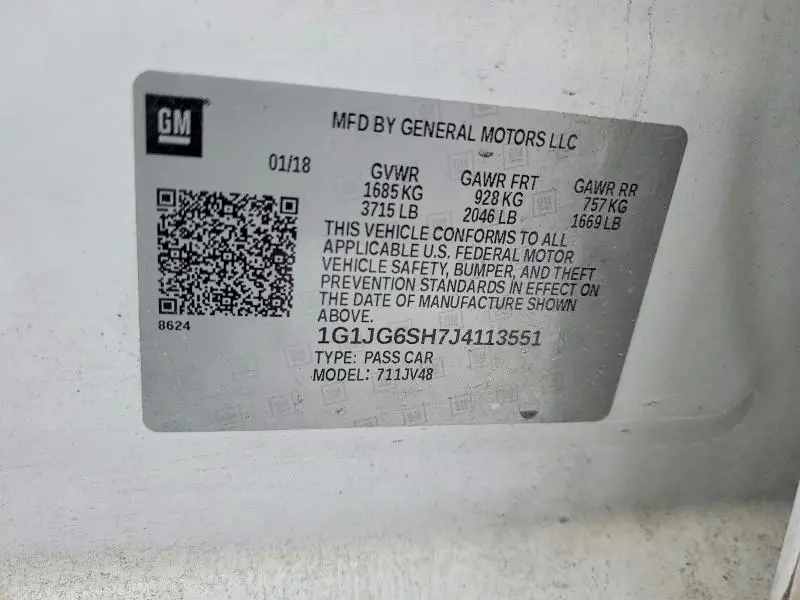 GM
MFD BY GENERAL MOTORS LLC
01/18
GVWR
1685 KG
3715 LB
GAWR FRT
928 KG
2046 LB
GAWR RR
757 KG
1669 LB
THIS VEHICLE CONFORMS TO ALL
APPLICABLE U.S. FEDERAL MOTOR
VEHICLE SAFETY, BUMPER, AND THEFT
PREVENTION STANDARDS IN EFFECT ON
THE DATE OF MANUFACTURE SHOWN
ABOVE.
8624
1G1JG6SH7J4113551
TYPE: PASS CAR
MODEL: 711JV48